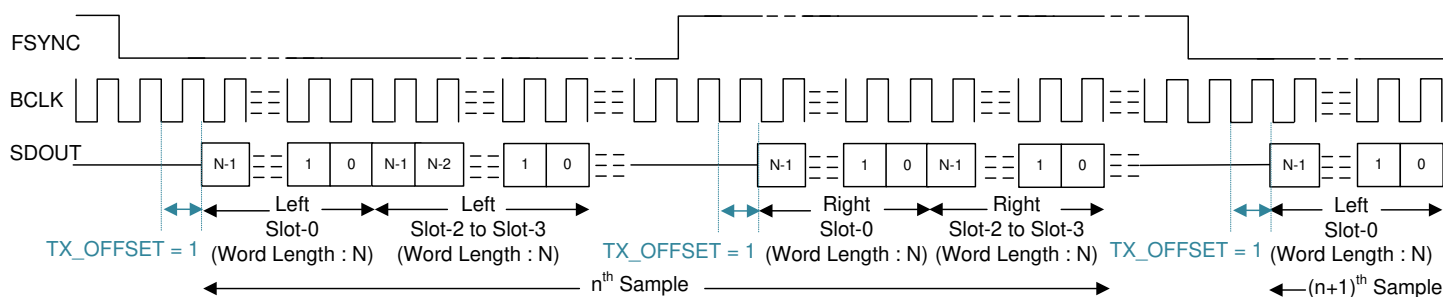 FSYNC
BCLK
SDOUT
N-1 1 0 N-1 N-2 1 0 N-1 1 0 N-1 1 0 N-1 1 0
Left Left Right Right Left
Slot-0 Slot-2 to Slot-3 Slot-0 Slot-2 to Slot-3 Slot-0
TX_OFFSET = 1 (Word Length : N) (Word Length : N) TX_OFFSET = 1 (Word Length : N) (Word Length : N) TX_OFFSET = 1 (Word Length : N)
nth Sample (n+1)th Sample